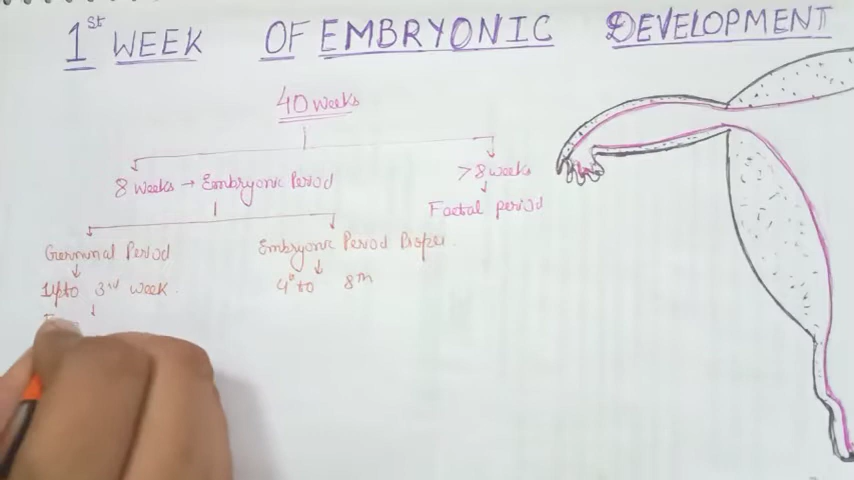 1st WEEK OF EMBRYONIC DEVELOPMENT
40 weeks
8 weeks → Embryonic Period
>8 weeks
Foetal period
Germinal Period
Embryonic Period Proper.
1 upto 3rd week.
4th to 8th